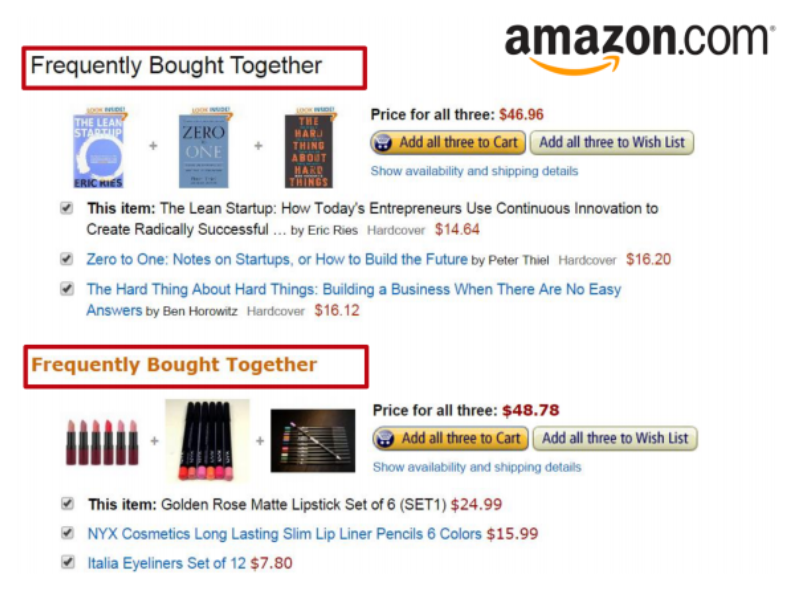 amazon.com
Frequently Bought Together
LOOK INSIDE!
LOOK INSIDE!
LOOK INSIDE!
THE LEAN
STARTUP
ERIC RIES
+
ZERO
ONE
+
THE
HARD
THING
ABOUT
HARD
THINGS
Price for all three: $46.96
Add all three to Cart
Add all three to Wish List
Show availability and shipping details
This item: The Lean Startup: How Today's Entrepreneurs Use Continuous Innovation to
Create Radically Successful ... by Eric Ries Hardcover $14.64
Zero to One: Notes on Startups, or How to Build the Future by Peter Thiel Hardcover $16.20
The Hard Thing About Hard Things: Building a Business When There Are No Easy
Answers by Ben Horowitz Hardcover $16.12
Frequently Bought Together
+
+
Price for all three: $48.78
Add all three to Cart
Add all three to Wish List
Show availability and shipping details
This item: Golden Rose Matte Lipstick Set of 6 (SET1) $24.99
NYX Cosmetics Long Lasting Slim Lip Liner Pencils 6 Colors $15.99
Italia Eyeliners Set of 12 $7.80